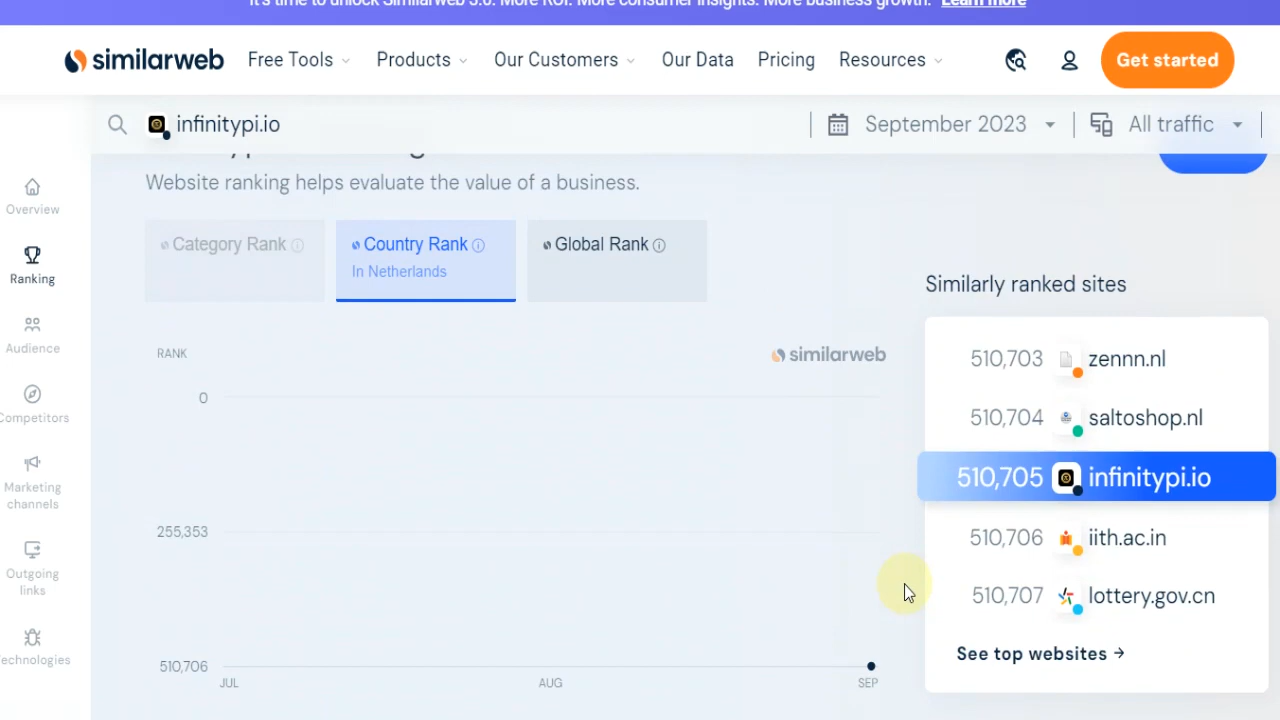 It's time to unlock Similarweb 3.0. More ROI. More consumer insights. More business growth. Learn more
similarweb
Free Tools
Products
Our Customers
Our Data
Pricing
Resources
Get started
infinitypi.io
September 2023
All traffic
Website ranking helps evaluate the value of a business.
Overview
Ranking
Audience
Competitors
Marketing
channels
Outgoing
links
Technologies
Category Rank
Country Rank
In Netherlands
Global Rank
RANK
similarweb
0
255,353
510,706
JUL
AUG
SEP
Similarly ranked sites
510,703 zennn.nl
510,704 saltoshop.nl
510,705 infinitypi.io
510,706 iith.ac.in
510,707 lottery.gov.cn
See top websites →